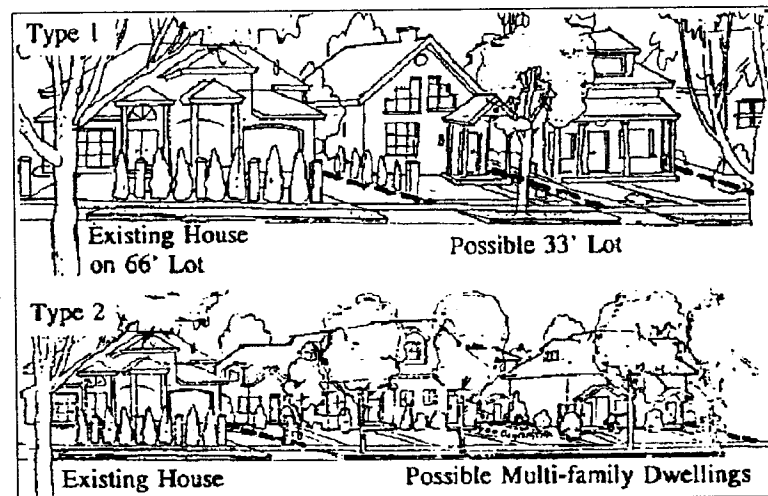 Type 1
Existing House
on 66' Lot
Possible 33' Lot
Type 2
Existing House
Possible Multi-family Dwellings